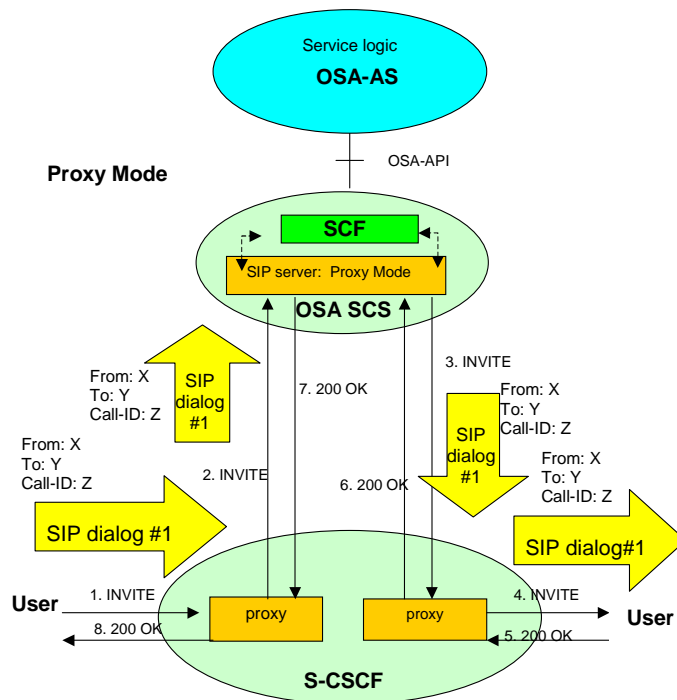 Service logic
OSA-AS
OSA-API
Proxy Mode
SCF
SIP server:  Proxy Mode
OSA SCS
3. INVITE
From: X
To: Y
Call-ID: Z
SIP
dialog
#1
7. 200 OK
From: X
To: Y
Call-ID: Z
SIP
dialog
#1
From: X
To: Y
Call-ID: Z
2. INVITE
6. 200 OK
From: X
To: Y
Call-ID: Z
SIP dialog #1
SIP dialog#1
User
1. INVITE
8. 200 OK
proxy
proxy
4. INVITE
5. 200 OK
User
S-CSCF